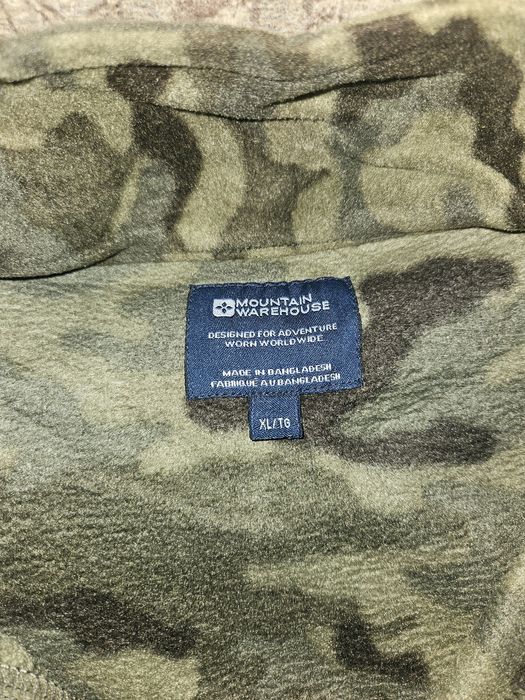 MOUNTAIN
WAREHOUSE
DESIGNED FOR ADVENTURE
WORN WORLDWIDE
MADE IN BANGLADESH
FABRIQUÉ AU BANGLADESH
XL/TG